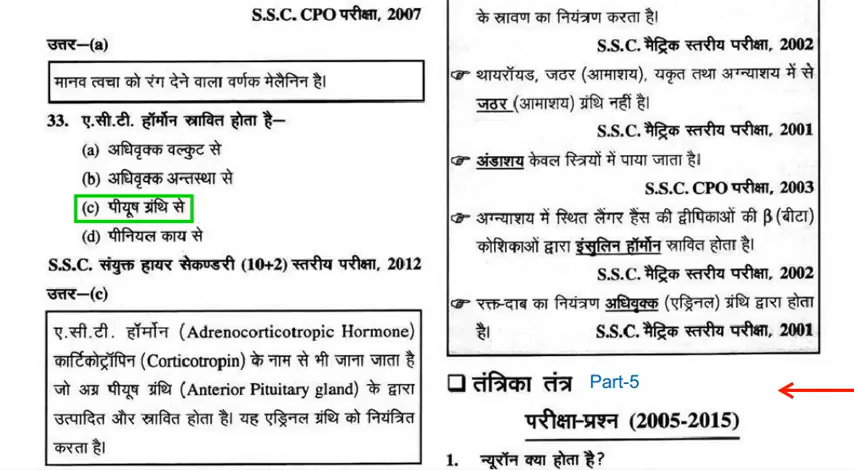 S.S.C. CPO परीक्षा, 2007
उत्तर–(a)
मानव त्वचा को रंग देने वाला वर्णक मेलैनिन है।
33. ए.सी.टी. हॉर्मोन स्रावित होता है–
(a) अधिवृक्क वल्कुट से
(b) अधिवृक्क अन्तस्था से
(c) पीयूष ग्रंथि से
(d) पीनियल काय से
S.S.C. संयुक्त हायर सेकण्डरी (10+2) स्तरीय परीक्षा, 2012
उत्तर–(c)
ए.सी.टी. हॉर्मोन (Adrenocorticotropic Hormone)
कार्टिकोट्रॉपिन (Corticotropin) के नाम से भी जाना जाता है
जो अग्र पीयूष ग्रंथि (Anterior Pituitary gland) के द्वारा
उत्पादित और स्रावित होता है। यह एड्रिनल ग्रंथि को नियंत्रित
करता है।
के स्रावण का नियंत्रण करता है।
S.S.C. मैट्रिक स्तरीय परीक्षा, 2002
☞ थायरॉयड, जठर (आमाशय), यकृत तथा अग्न्याशय में से
जठर (आमाशय) ग्रंथि नहीं है।
S.S.C. मैट्रिक स्तरीय परीक्षा, 2001
☞ अंडाशय केवल स्त्रियों में पाया जाता है।
S.S.C. CPO परीक्षा, 2003
☞ अग्न्याशय में स्थित लैंगर हैंस की द्वीपिकाओं की β (बीटा)
कोशिकाओं द्वारा इंसुलिन हॉर्मोन स्रावित होता है।
S.S.C. मैट्रिक स्तरीय परीक्षा, 2002
☞ रक्त-दाब का नियंत्रण अधिवृक्क (एड्रिनल) ग्रंथि द्वारा होता
है। S.S.C. मैट्रिक स्तरीय परीक्षा, 2001
❑ तंत्रिका तंत्र Part-5
परीक्षा-प्रश्न (2005-2015)
1. न्यूरॉन क्या होता है?